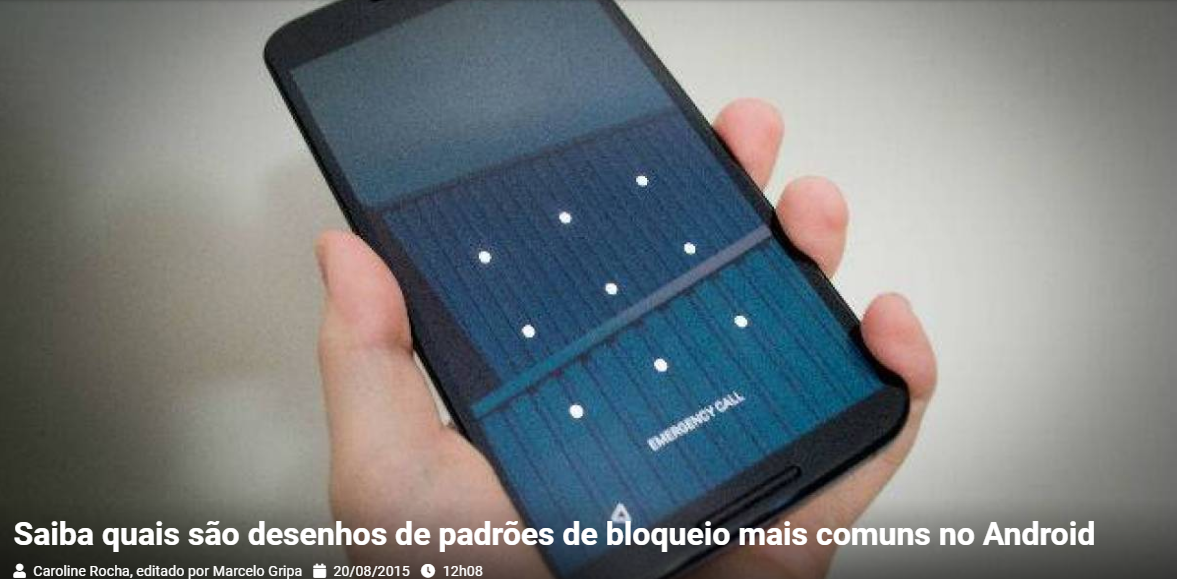 EMERGENCY CALL
Saiba quais são desenhos de padrões de bloqueio mais comuns no Android
Caroline Rocha, editado por Marcelo Gripa 20/08/2015 12h08